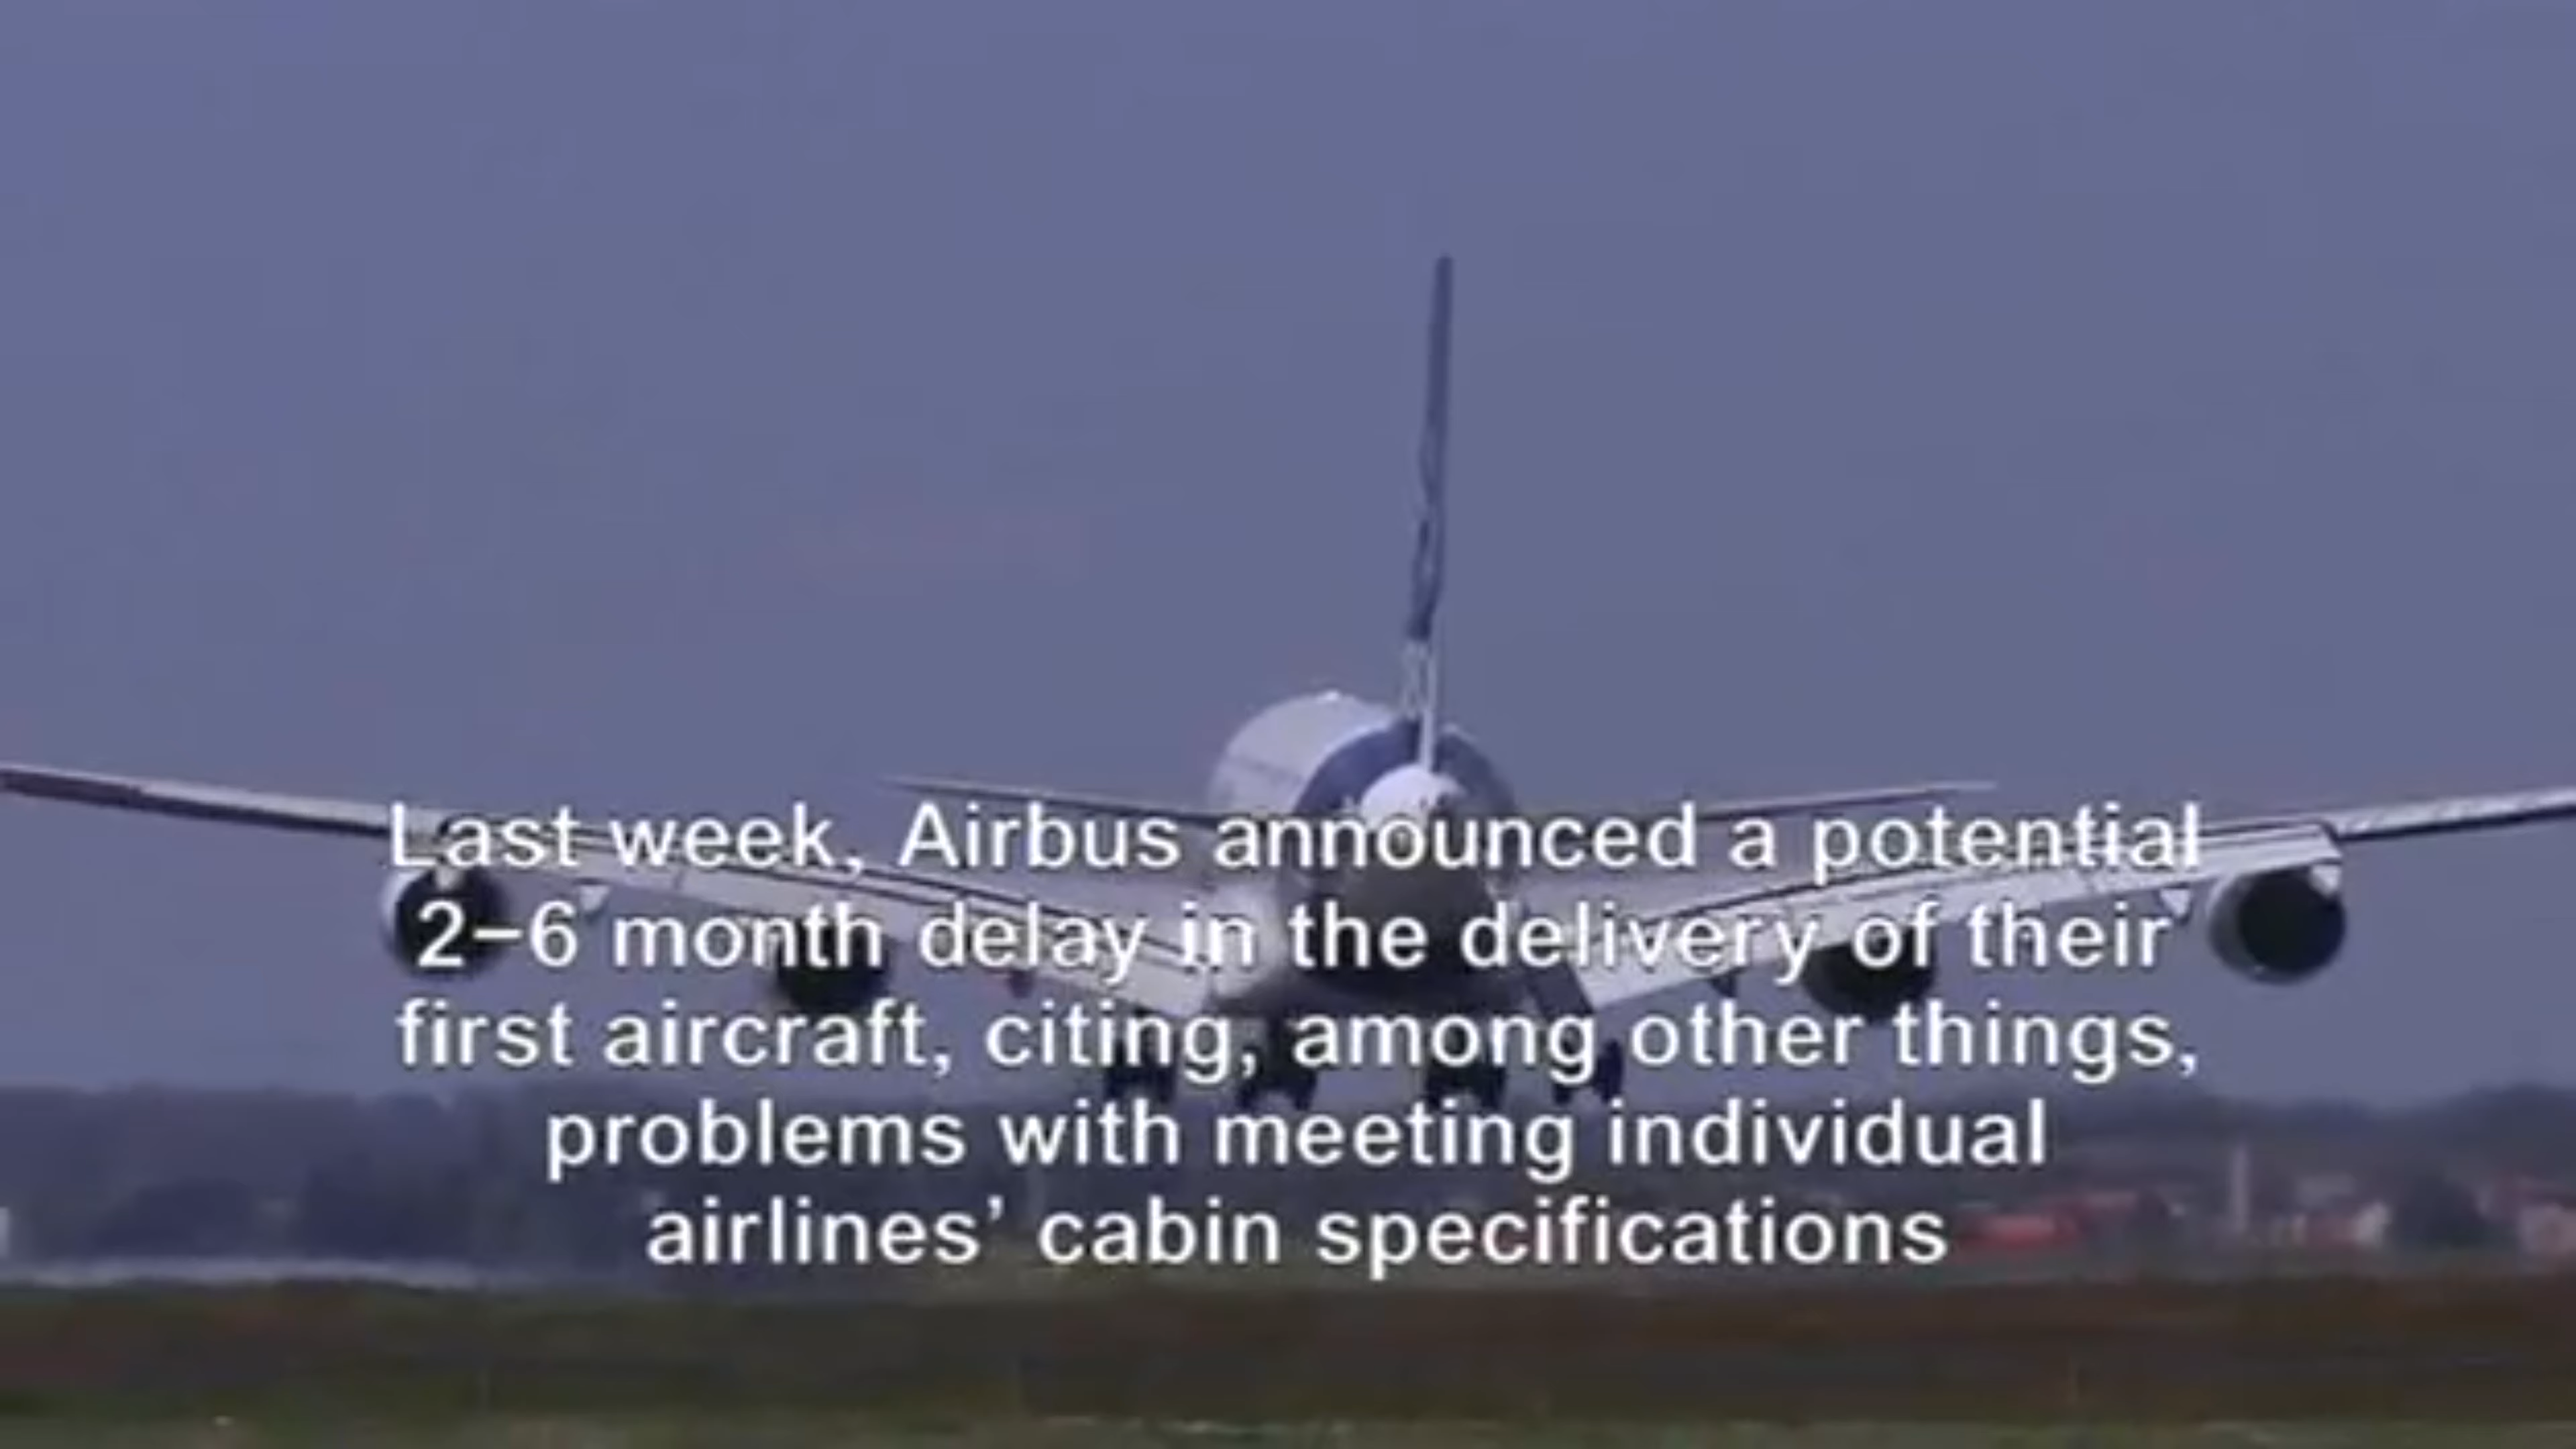 Last week, Airbus announced a potential
2–6 month delay in the delivery of their
first aircraft, citing, among other things,
problems with meeting individual
airlines’ cabin specifications